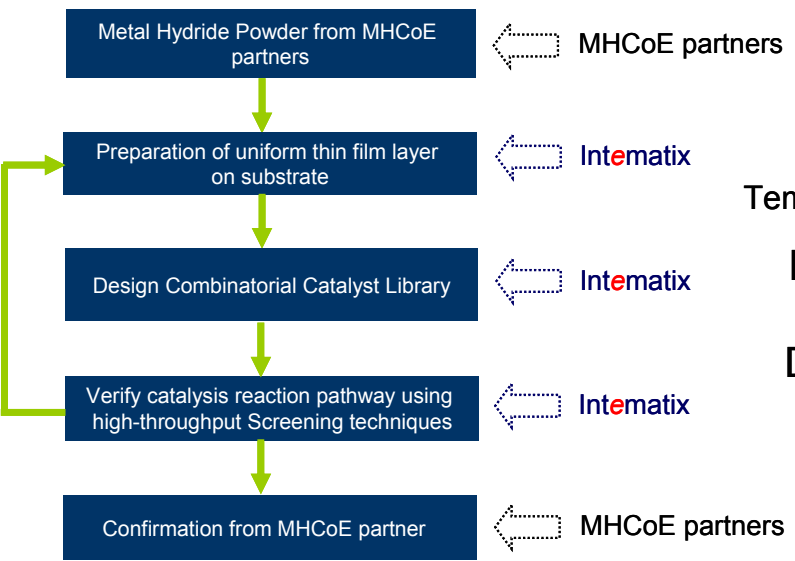 Metal Hydride Powder from MHCoE
partners
MHCoE partners
Preparation of uniform thin film layer
on substrate
Intematix
Design Combinatorial Catalyst Library
Intematix
Verify catalysis reaction pathway using
high-throughput Screening techniques
Intematix
Confirmation from MHCoE partner
MHCoE partners